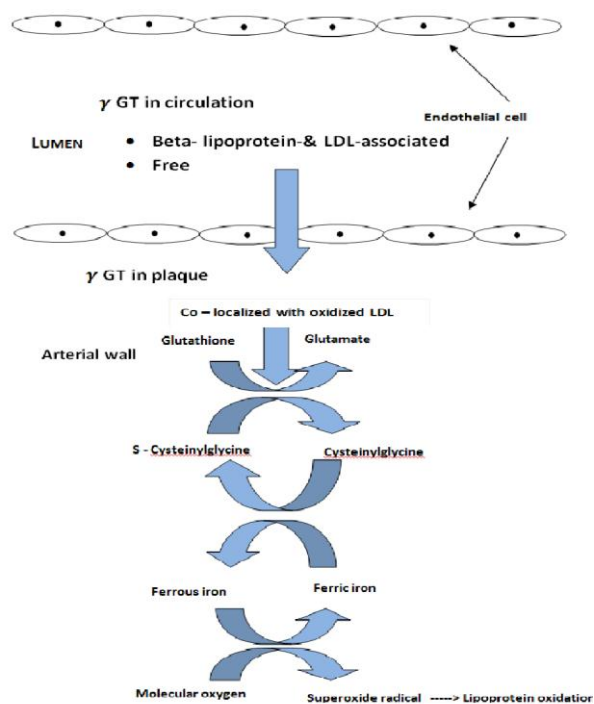 γ GT in circulation
Endothelial cell
LUMEN
• Beta- lipoprotein-& LDL-associated
• Free
γ GT in plaque
Co – localized with oxidized LDL
Glutathione
Glutamate
Arterial wall
S - Cysteinylglycine
Cysteinylglycine
Ferrous iron
Ferric iron
Molecular oxygen
Superoxide radical ----> Lipoprotein oxidation